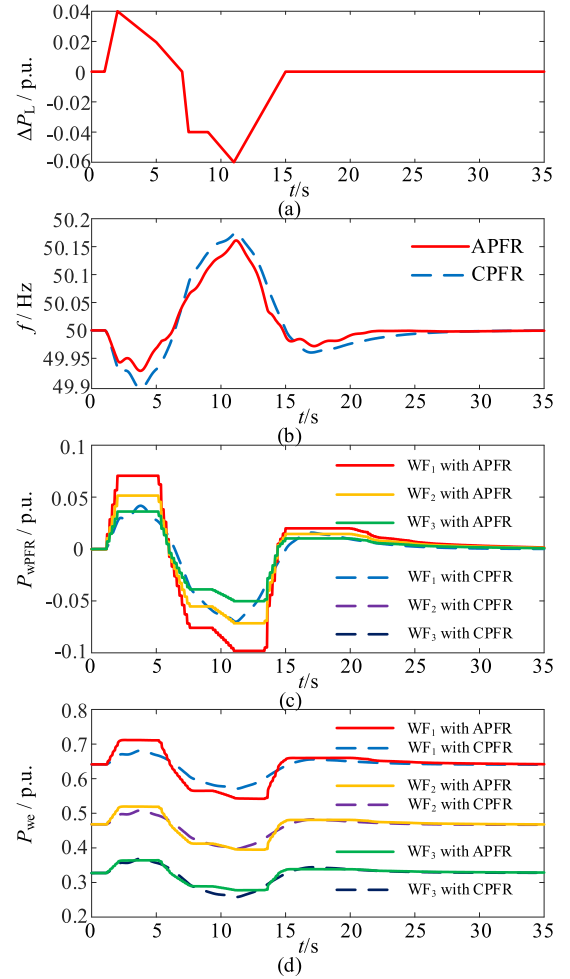 0.04
0.02
0
-0.02
-0.04
-0.06
ΔP_L / p.u.
0 5 10 15 20 25 30 35
t/s
(a)
50.2
50.15
50.1
50.05
50
49.95
49.9
f / Hz
APFR
CPFR
0 5 10 15 20 25 30 35
t/s
(b)
0.1
0.05
0
-0.05
-0.1
P_wPFR / p.u.
WF₁ with APFR
WF₂ with APFR
WF₃ with APFR
WF₁ with CPFR
WF₂ with CPFR
WF₃ with CPFR
0 5 10 15 20 25 30 35
t/s
(c)
0.8
0.7
0.6
0.5
0.4
0.3
0.2
P_we / p.u.
WF₁ with APFR
WF₁ with CPFR
WF₂ with APFR
WF₂ with CPFR
WF₃ with APFR
WF₃ with CPFR
0 5 10 15 20 25 30 35
t/s
(d)